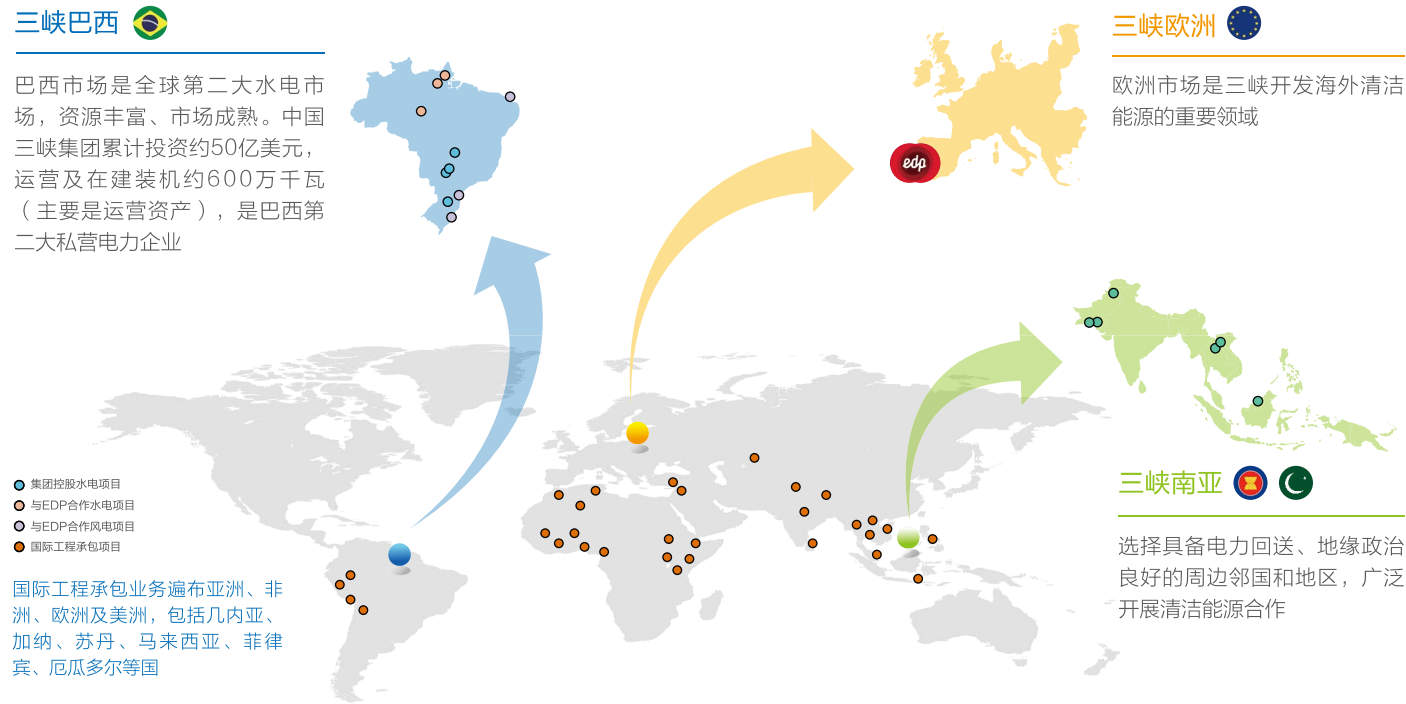 三峡巴西
巴西市场是全球第二大水电市
场，资源丰富、市场成熟。中国
三峡集团累计投资约50亿美元，
运营及在建装机约600万千瓦
（主要是运营资产），是巴西第
二大私营电力企业
三峡欧洲
欧洲市场是三峡开发海外清洁
能源的重要领域
edp
三峡南亚
选择具备电力回送、地缘政治
良好的周边邻国和地区，广泛
开展清洁能源合作
集团控股水电项目
与EDP合作水电项目
与EDP合作风电项目
国际工程承包项目
国际工程承包业务遍布亚洲、非
洲、欧洲及美洲，包括几内亚、
加纳、苏丹、马来西亚、菲律
宾、厄瓜多尔等国